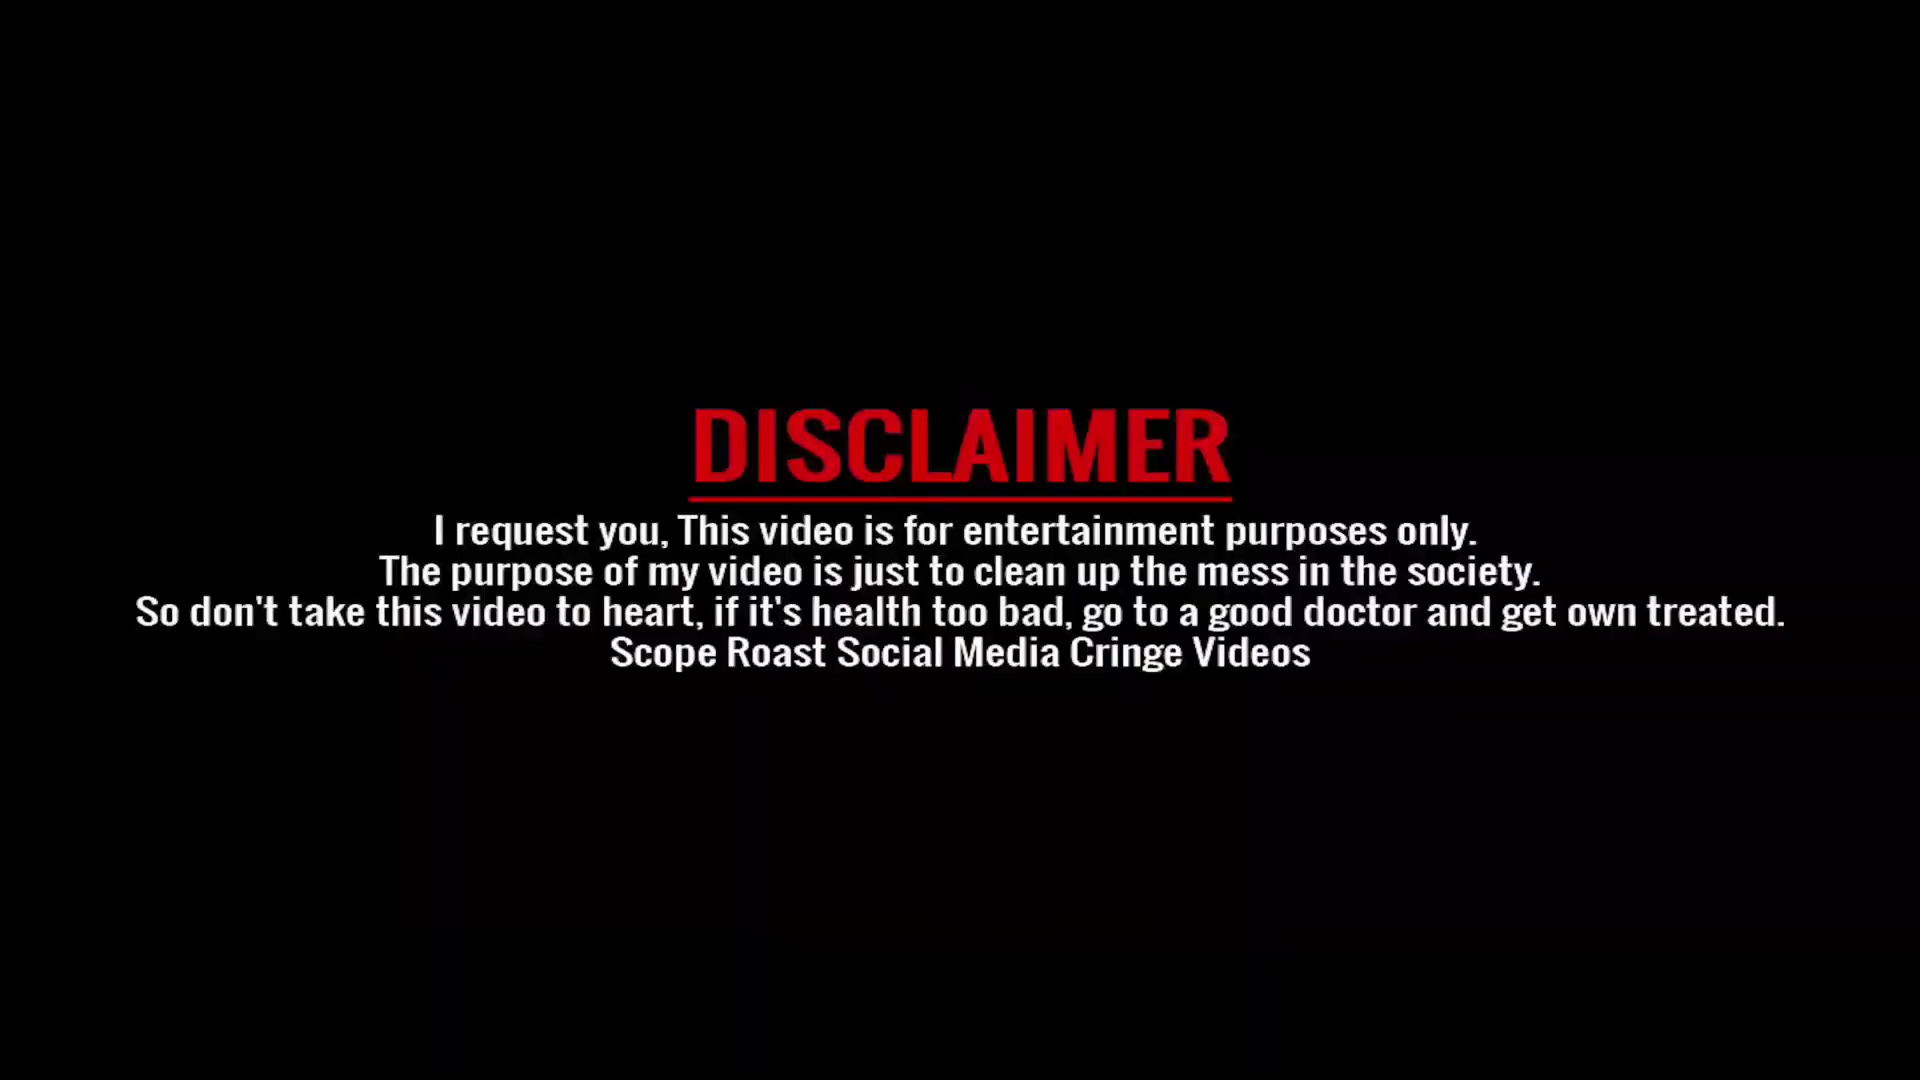 DISCLAIMER
I request you, This video is for entertainment purposes only.
The purpose of my video is just to clean up the mess in the society.
So don't take this video to heart, if it's health too bad, go to a good doctor and get own treated.
Scope Roast Social Media Cringe Videos